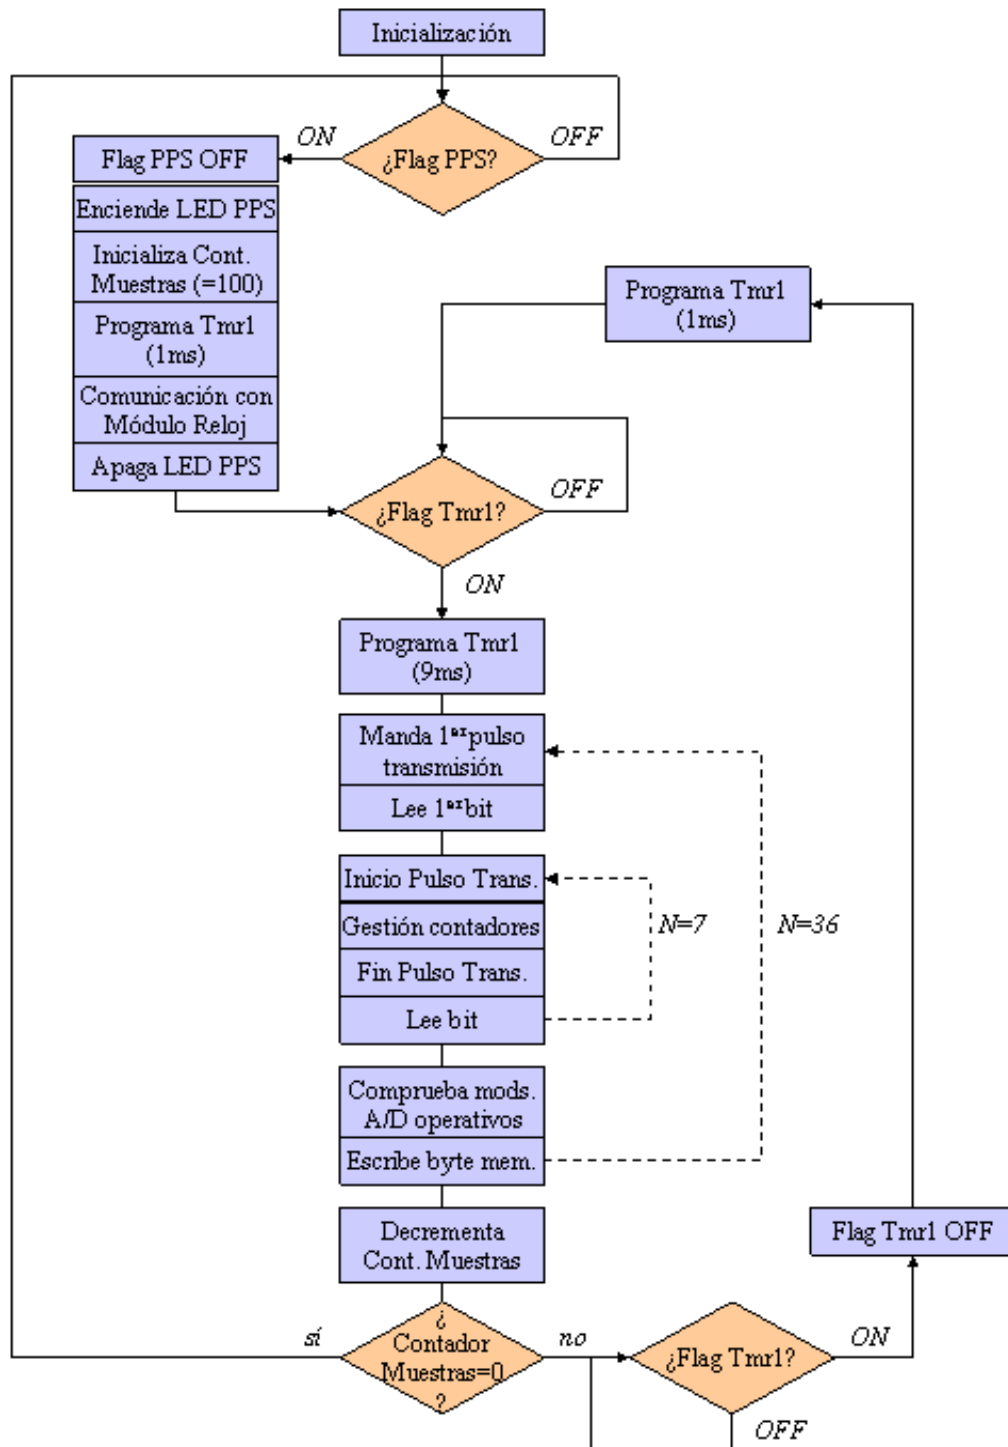 Inicialización
¿Flag PPS?
ON
OFF
Flag PPS OFF
Enciende LED PPS
Inicializa Cont.
Muestras (=100)
Programa Tmr1
(1ms)
Comunicación con
Módulo Reloj
Apaga LED PPS
Programa Tmr1
(1ms)
¿Flag Tmr1?
OFF
ON
Programa Tmr1
(9ms)
Manda 1er pulso
transmisión
Lee 1er bit
Inicio Pulso Trans.
Gestión contadores
Fin Pulso Trans.
Lee bit
N=7
N=36
Comprueba mods.
A/D operativos
Escribe byte mem.
Decrementa
Cont. Muestras
¿
Contador
Muestras=0
?
sí
no
¿Flag Tmr1?
ON
OFF
Flag Tmr1 OFF